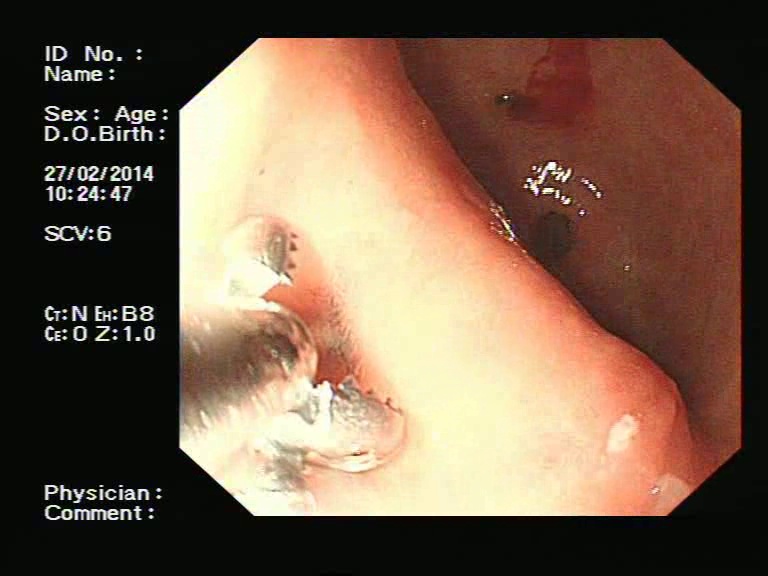 ID No.:
Name:
Sex: Age:
D.O.Birth:
27/02/2014
10:24:47
SCV:6
CT:N EH:B8
CE:0 Z:1.0
Physician:
Comment: